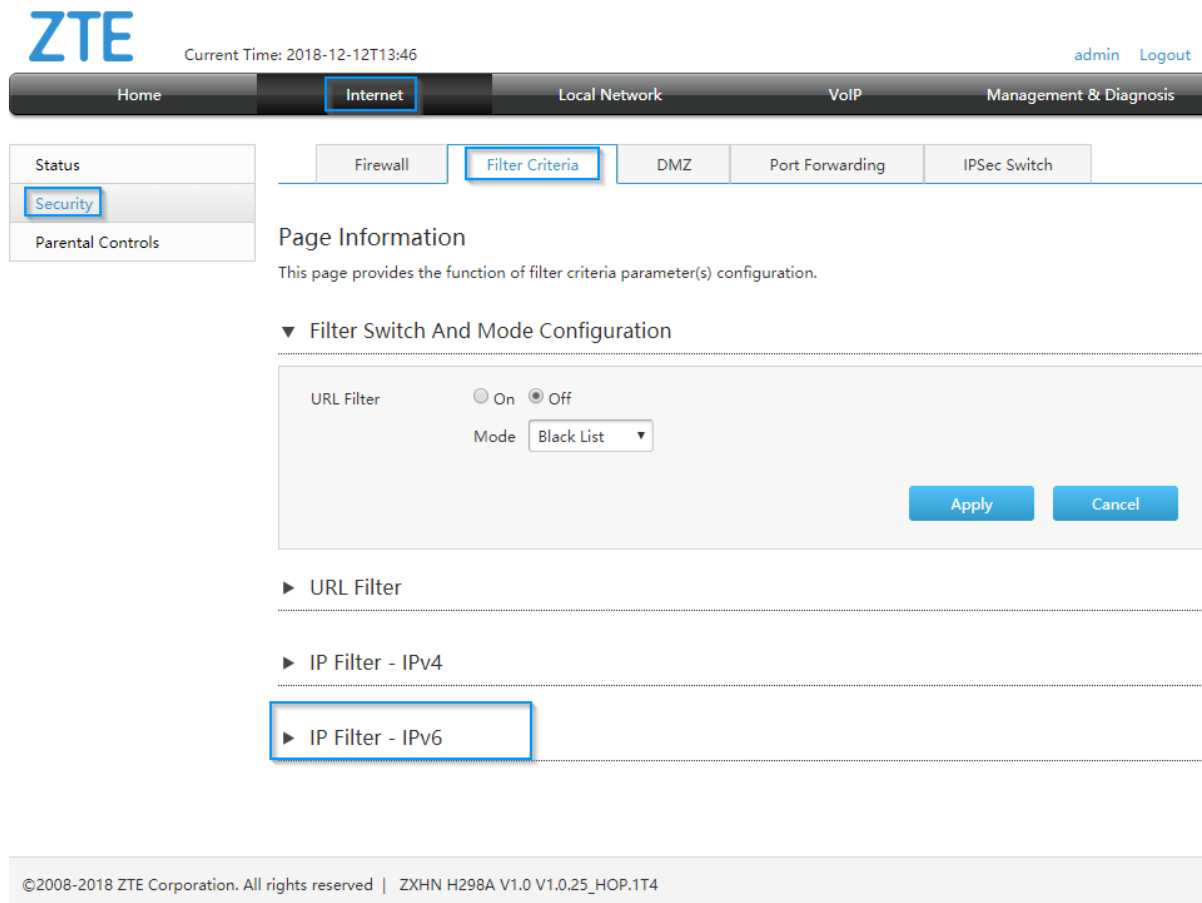 ZTE
Current Time: 2018-12-12T13:46
admin Logout
Home Internet Local Network VoIP Management & Diagnosis
Status
Security
Parental Controls
Firewall Filter Criteria DMZ Port Forwarding IPSec Switch
Page Information
This page provides the function of filter criteria parameter(s) configuration.
Filter Switch And Mode Configuration
URL Filter On Off
Mode Black List
Apply Cancel
URL Filter
IP Filter - IPv4
IP Filter - IPv6
©2008-2018 ZTE Corporation. All rights reserved | ZXHN H298A V1.0 V1.0.25_HOP.1T4